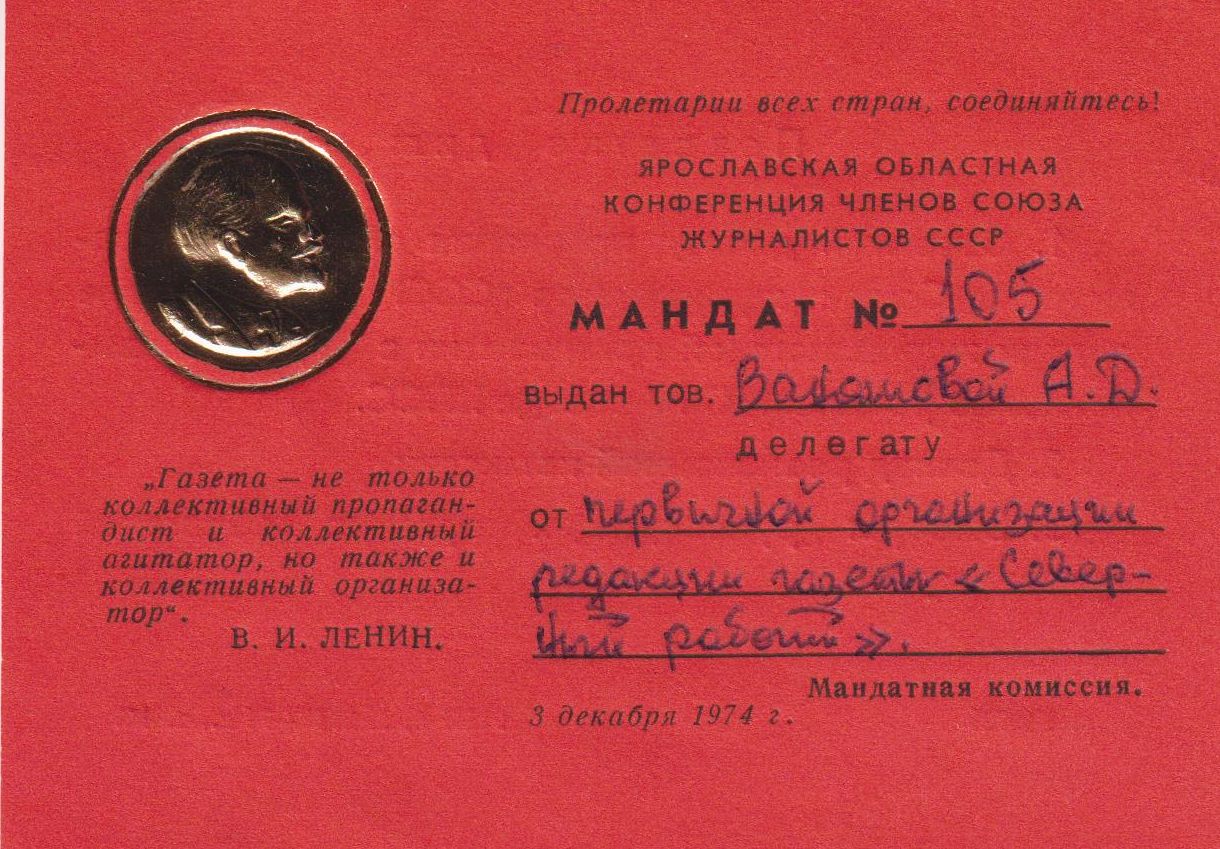 Пролетарии всех стран, соединяйтесь!
ЯРОСЛАВСКАЯ ОБЛАСТНАЯ
КОНФЕРЕНЦИЯ ЧЛЕНОВ СОЮЗА
ЖУРНАЛИСТОВ СССР
МАНДАТ № 105
выдан тов. А. Д.
делегату
от первичной организации
редакции газеты «Север-
ный рабочий».
Мандатная комиссия.
3 декабря 1974 г.
„Газета — не только
коллективный пропаган-
дист и коллективный
агитатор, но также и
коллективный организа-
тор“.
В. И. ЛЕНИН.